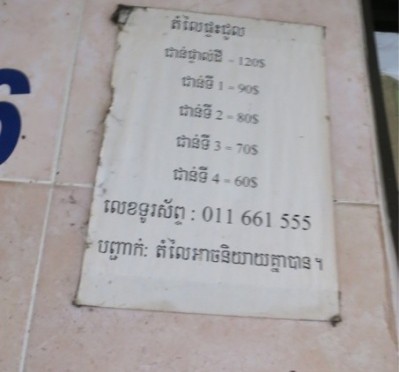 តំលៃផ្ទះជួល
ជាន់ផ្ទាល់ដី = 120$
ជាន់ទី 1 = 90$
ជាន់ទី 2 = 80$
ជាន់ទី 3 = 70$
ជាន់ទី 4 = 60$
លេខទូរស័ព្ទ : 011 661 555
បញ្ជាក់: តំលៃអាចនិយាយគ្នាបាន។
6